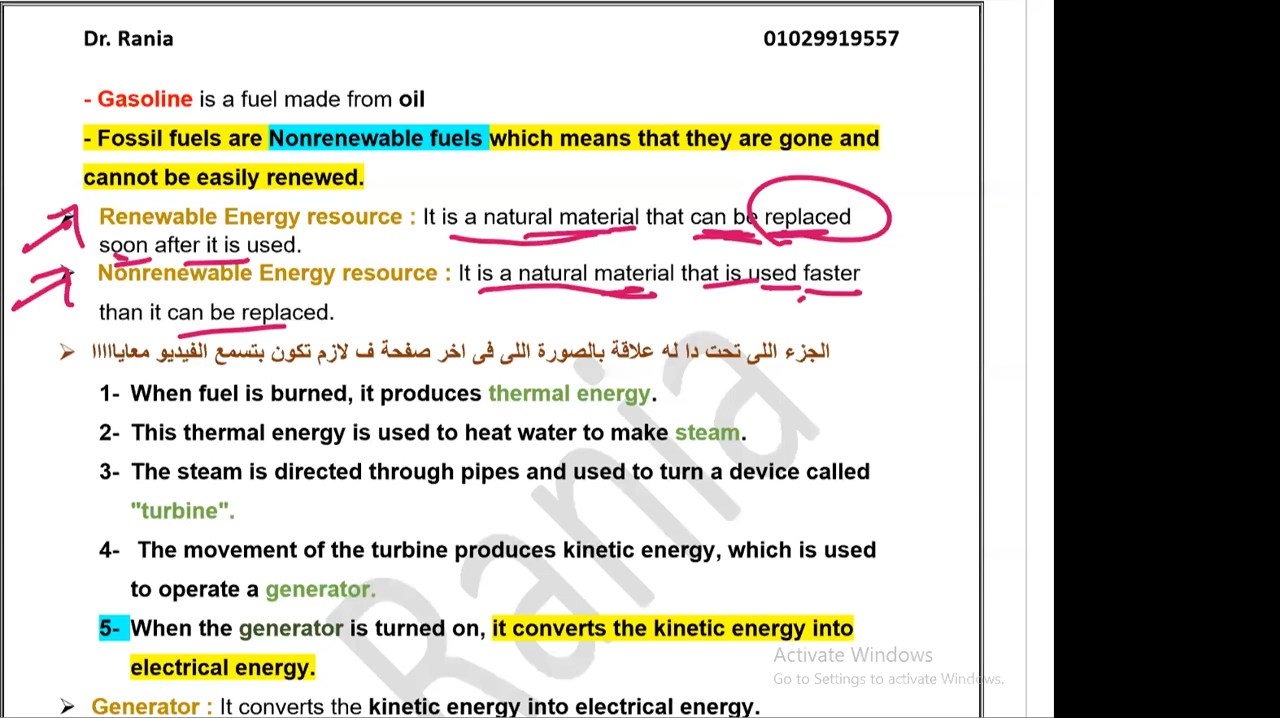 Dr. Rania 01029919557
- Gasoline is a fuel made from oil
- Fossil fuels are Nonrenewable fuels which means that they are gone and
cannot be easily renewed.
➢ Renewable Energy resource : It is a natural material that can be replaced
soon after it is used.
➢ Nonrenewable Energy resource : It is a natural material that is used faster
than it can be replaced.
➢ الجزء اللى تحت دا له علاقة بالصورة اللى فى اخر صفحة ف لازم تكون بتسمع الفيديو معاياااااا
1- When fuel is burned, it produces thermal energy.
2- This thermal energy is used to heat water to make steam.
3- The steam is directed through pipes and used to turn a device called
"turbine".
4- The movement of the turbine produces kinetic energy, which is used
to operate a generator.
5- When the generator is turned on, it converts the kinetic energy into
electrical energy.
➢ Generator : It converts the kinetic energy into electrical energy.
Rania
Activate Windows
Go to Settings to activate Windows.